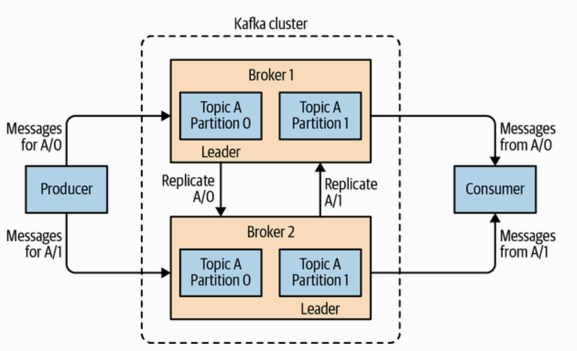 Kafka cluster
Broker 1
Topic A
Partition 0
Topic A
Partition 1
Leader
Messages
for A/0
Messages
from A/0
Replicate
A/0
Replicate
A/1
Producer
Consumer
Messages
for A/1
Messages
from A/1
Broker 2
Topic A
Partition 0
Topic A
Partition 1
Leader